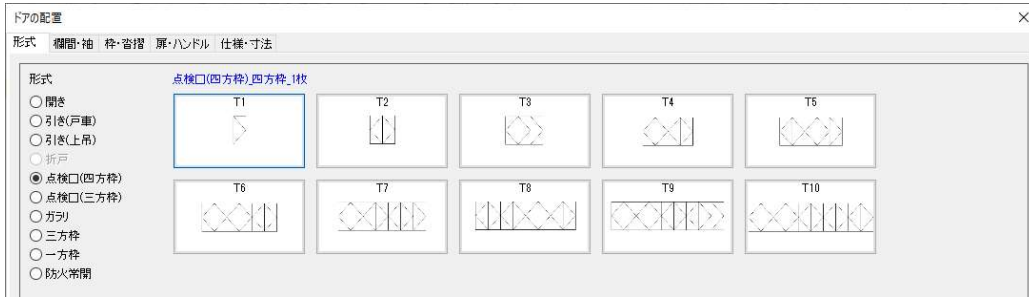 ドアの配置
形式 欄間・袖 枠・沓摺 扉・ハンドル 仕様・寸法
形式
点検口(四方枠)_四方枠_1枚
開き
引き(戸車)
引き(上吊)
折戸
点検口(四方枠)
点検口(三方枠)
ガラリ
三方枠
一方枠
防火常開
T1 T2 T3 T4 T5
T6 T7 T8 T9 T10